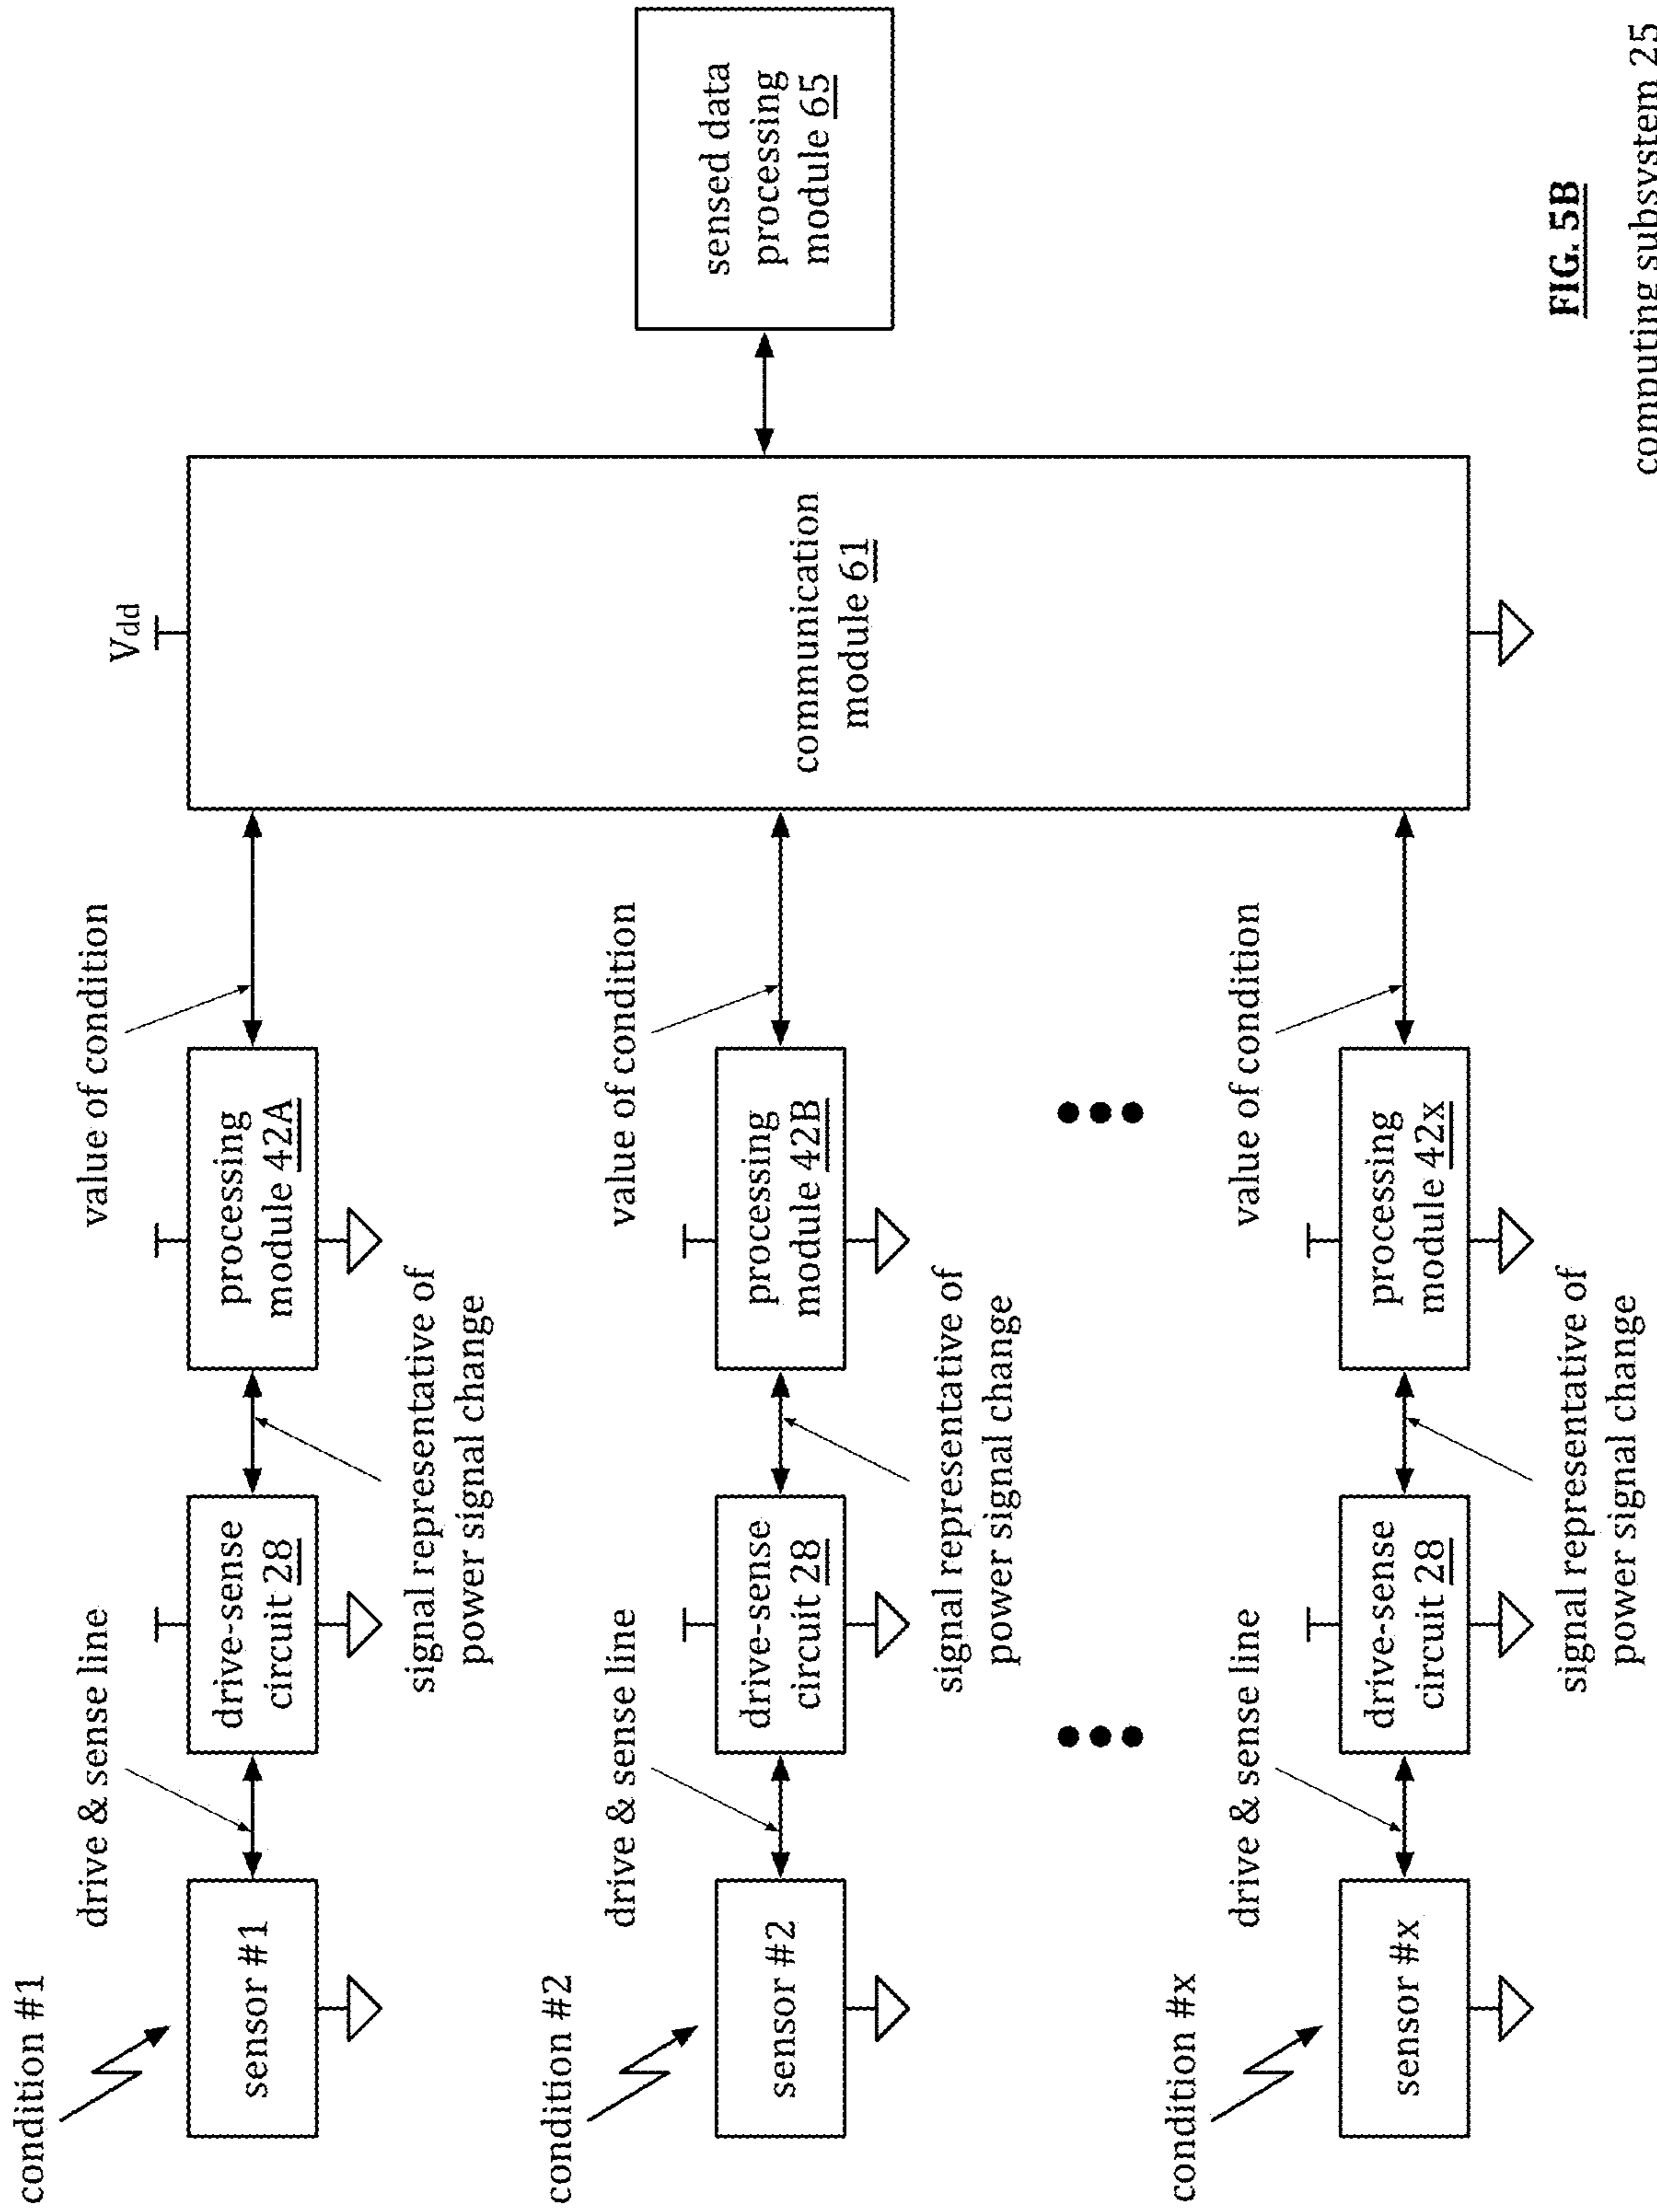 condition #1
drive & sense line
value of condition
Vdd
sensor #1
drive-sense
circuit 28
processing
module 42A
signal representative of
power signal change
condition #2
drive & sense line
value of condition
sensor #2
drive-sense
circuit 28
processing
module 42B
signal representative of
power signal change
communication
module 61
sensed data
processing
module 65
condition #x
drive & sense line
value of condition
sensor #x
drive-sense
circuit 28
processing
module 42x
signal representative of
power signal change
FIG. 5B
computing subsystem 25